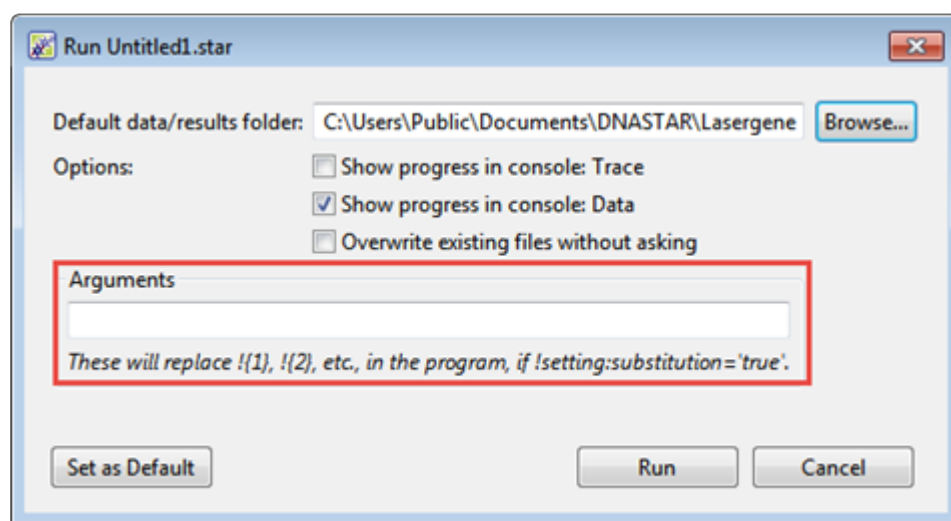 Run Untitled1.star
Default data/results folder: C:\Users\Public\Documents\DNASTAR\Lasergene Browse...
Options: Show progress in console: Trace
Show progress in console: Data
Overwrite existing files without asking
Arguments
These will replace !{1}, !{2}, etc., in the program, if !setting:substitution='true'.
Set as Default Run Cancel